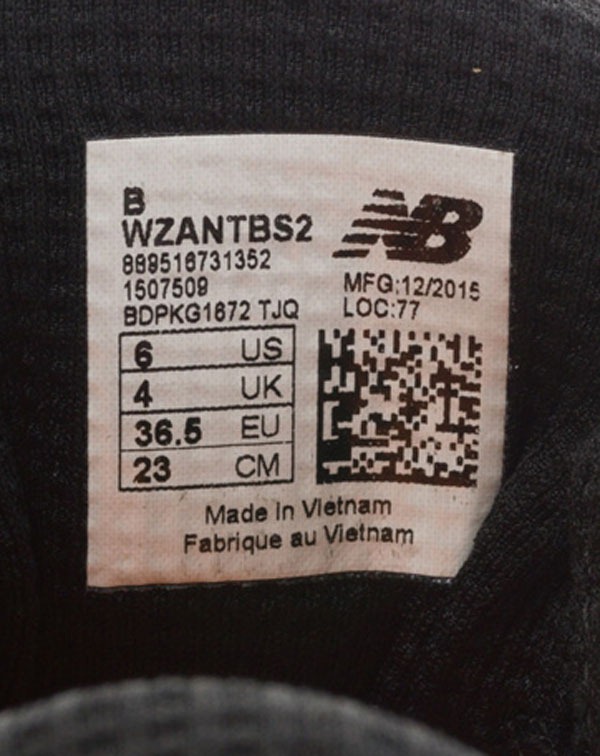 B
WZANTBS2
NB
889516731352
1507509
MFG:12/2015
BDPKG1672 TJQ
LOC:77
6 US
4 UK
36.5 EU
23 CM
Made in Vietnam
Fabrique au Vietnam